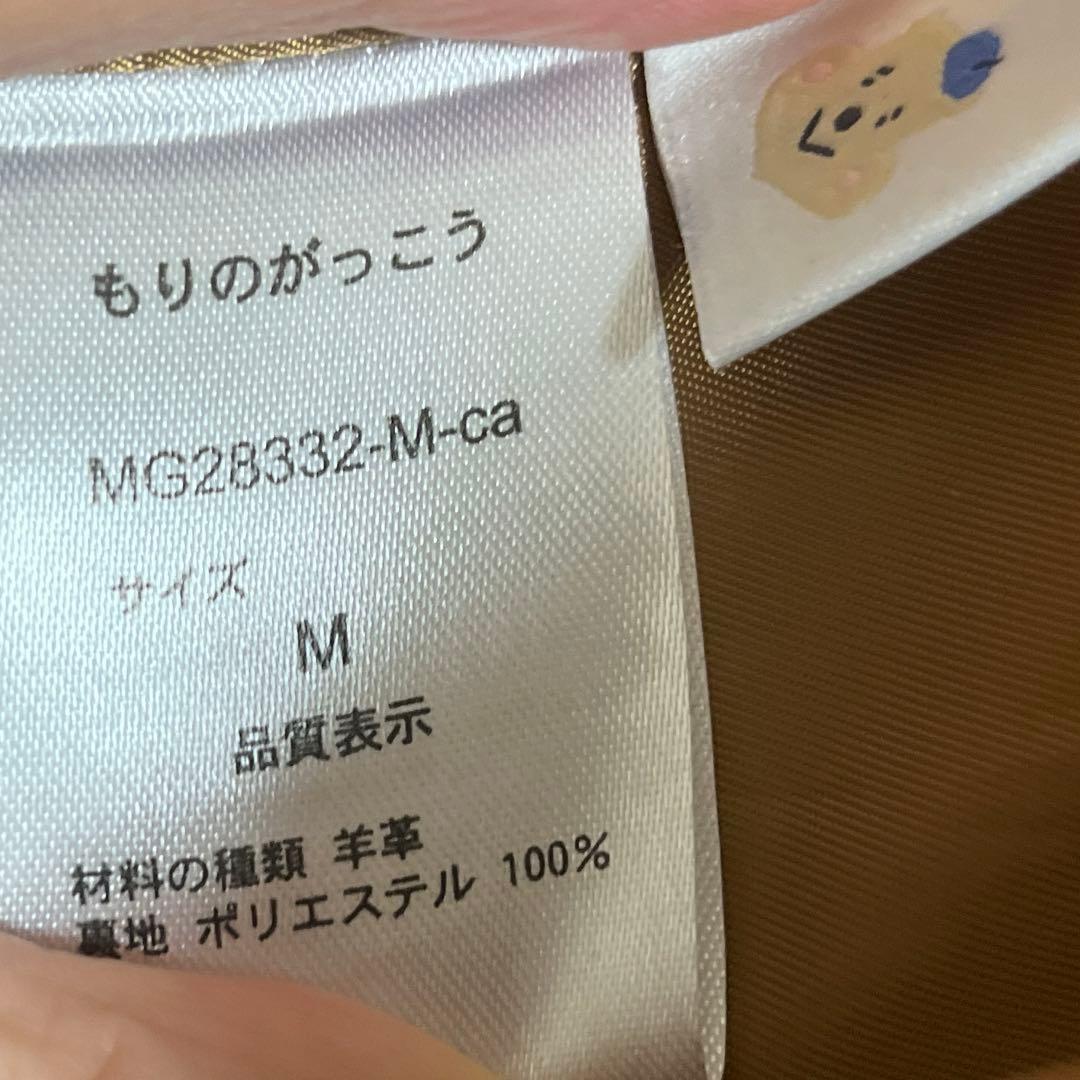 もりのがっこう
MG28332-M-ca
サイズ
M
品質表示
材料の種類 羊革
裏地 ポリエステル 100%